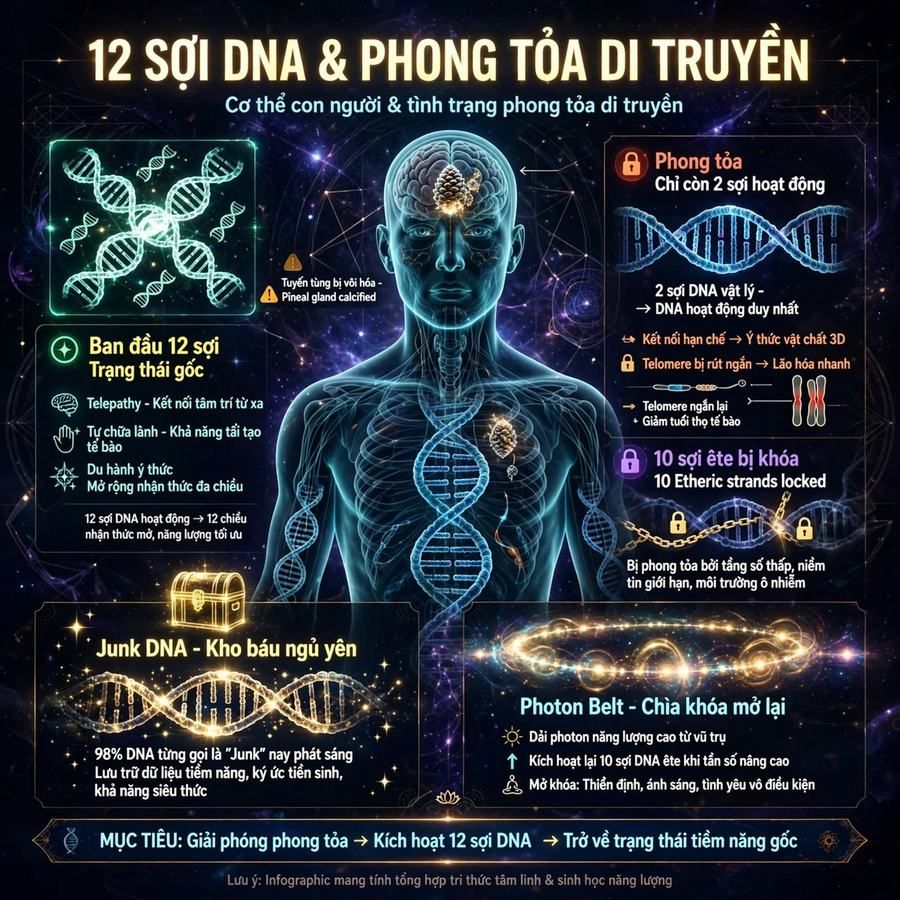 12 SỢI DNA & PHONG TỎA DI TRUYỀN
Cơ thể con người & tình trạng phong tỏa di truyền
Tuyến tùng bị vôi hóa -
Pineal gland calcified
Ban đầu 12 sợi
Trạng thái gốc
Telepathy - Kết nối tâm trí từ xa
Tự chữa lành - Khả năng tái tạo
tế bào
Du hành ý thức
Mở rộng nhận thức đa chiều
12 sợi DNA hoạt động → 12 chiều
nhận thức mở, năng lượng tối ưu
Phong tỏa
Chỉ còn 2 sợi hoạt động
2 sợi DNA vật lý -
→ DNA hoạt động duy nhất
Kết nối hạn chế → Ý thức vật chất 3D
Telomere bị rút ngắn → Lão hóa nhanh
→ Telomere ngắn lại
+ Giảm tuổi thọ tế bào
10 sợi ête bị khóa
10 Etheric strands locked
Bị phong tỏa bởi tầng số thấp, niềm
tin giới hạn, môi trường ô nhiễm
Junk DNA - Kho báu ngủ yên
98% DNA từng gọi là "Junk" nay phát sáng
Lưu trữ dữ liệu tiềm năng, ký ức tiền sinh,
khả năng siêu thức
Photon Belt - Chìa khóa mở lại
Dải photon năng lượng cao từ vũ trụ
Kích hoạt lại 10 sợi DNA ête khi tần số nâng cao
Mở khóa: Thiền định, ánh sáng, tình yêu vô điều kiện
MỤC TIÊU: Giải phóng phong tỏa → Kích hoạt 12 sợi DNA → Trở về trạng thái tiềm năng gốc
Lưu ý: Infographic mang tính tổng hợp tri thức tâm linh & sinh học năng lượng